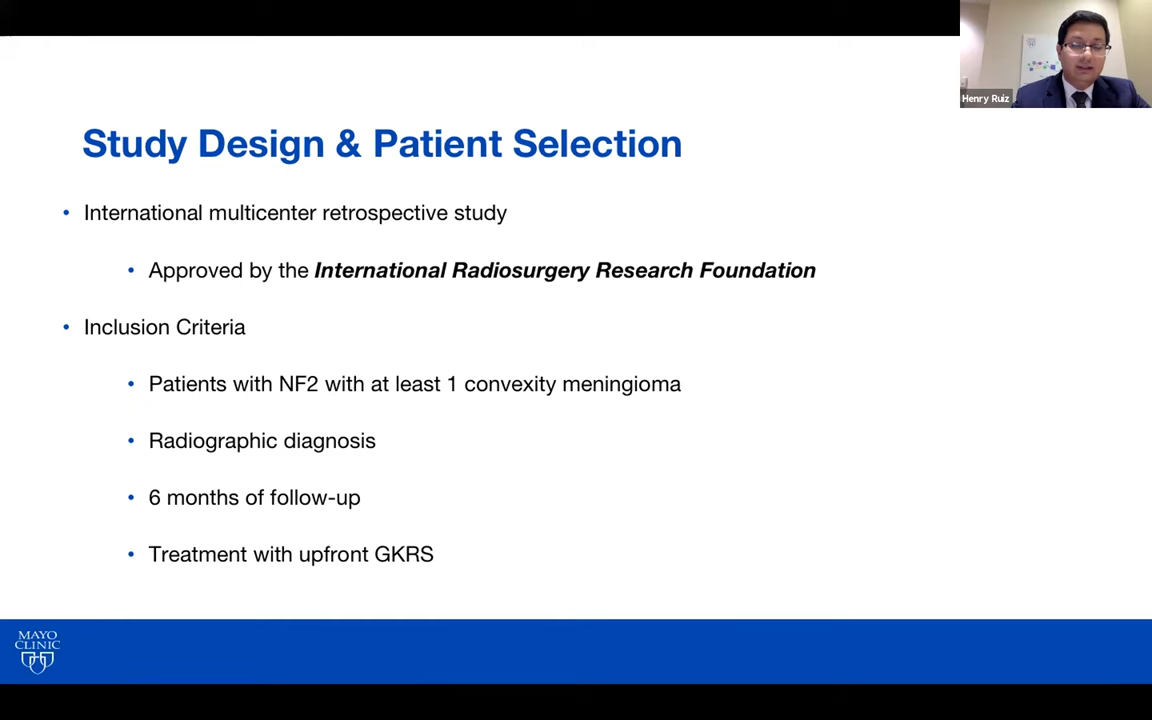 Henry Ruiz
Study Design & Patient Selection
• International multicenter retrospective study
• Approved by the International Radiosurgery Research Foundation
• Inclusion Criteria
• Patients with NF2 with at least 1 convexity meningioma
• Radiographic diagnosis
• 6 months of follow-up
• Treatment with upfront GKRS
MAYO
CLINIC